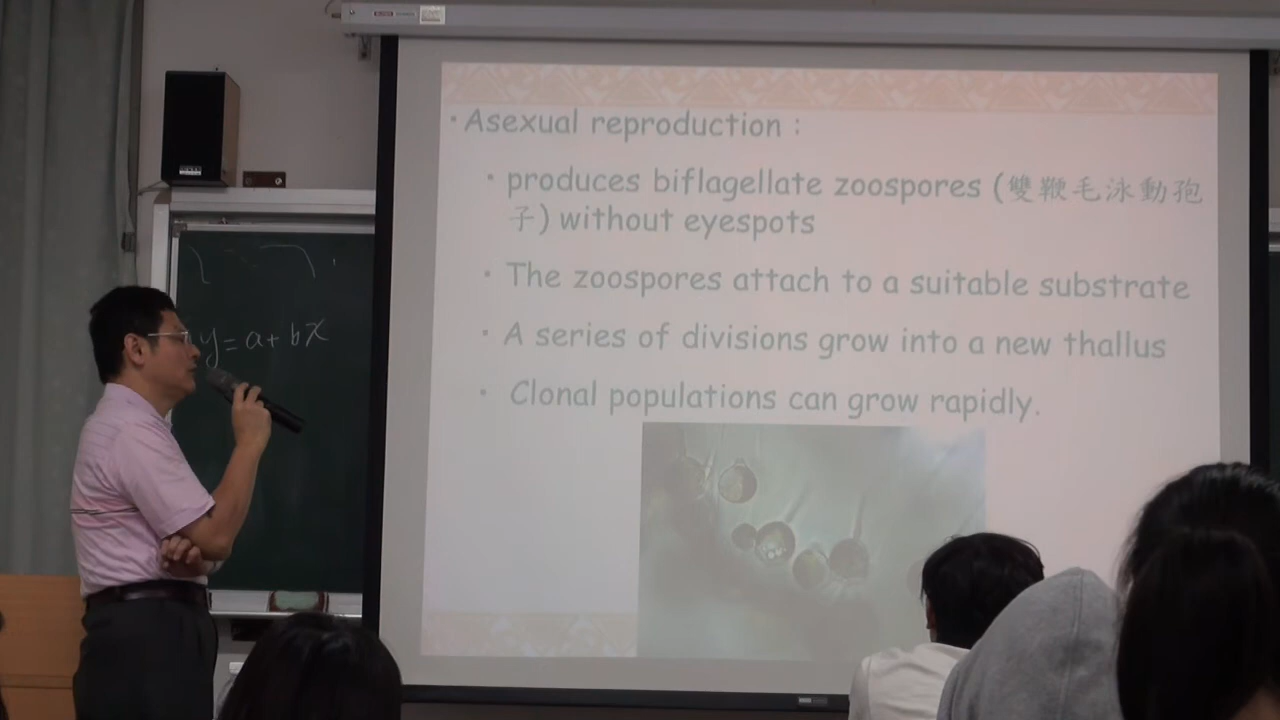 • Asexual reproduction :
• produces biflagellate zoospores (雙鞭毛泳動孢
子) without eyespots
• The zoospores attach to a suitable substrate
• A series of divisions grow into a new thallus
• Clonal populations can grow rapidly.
y = a + bx